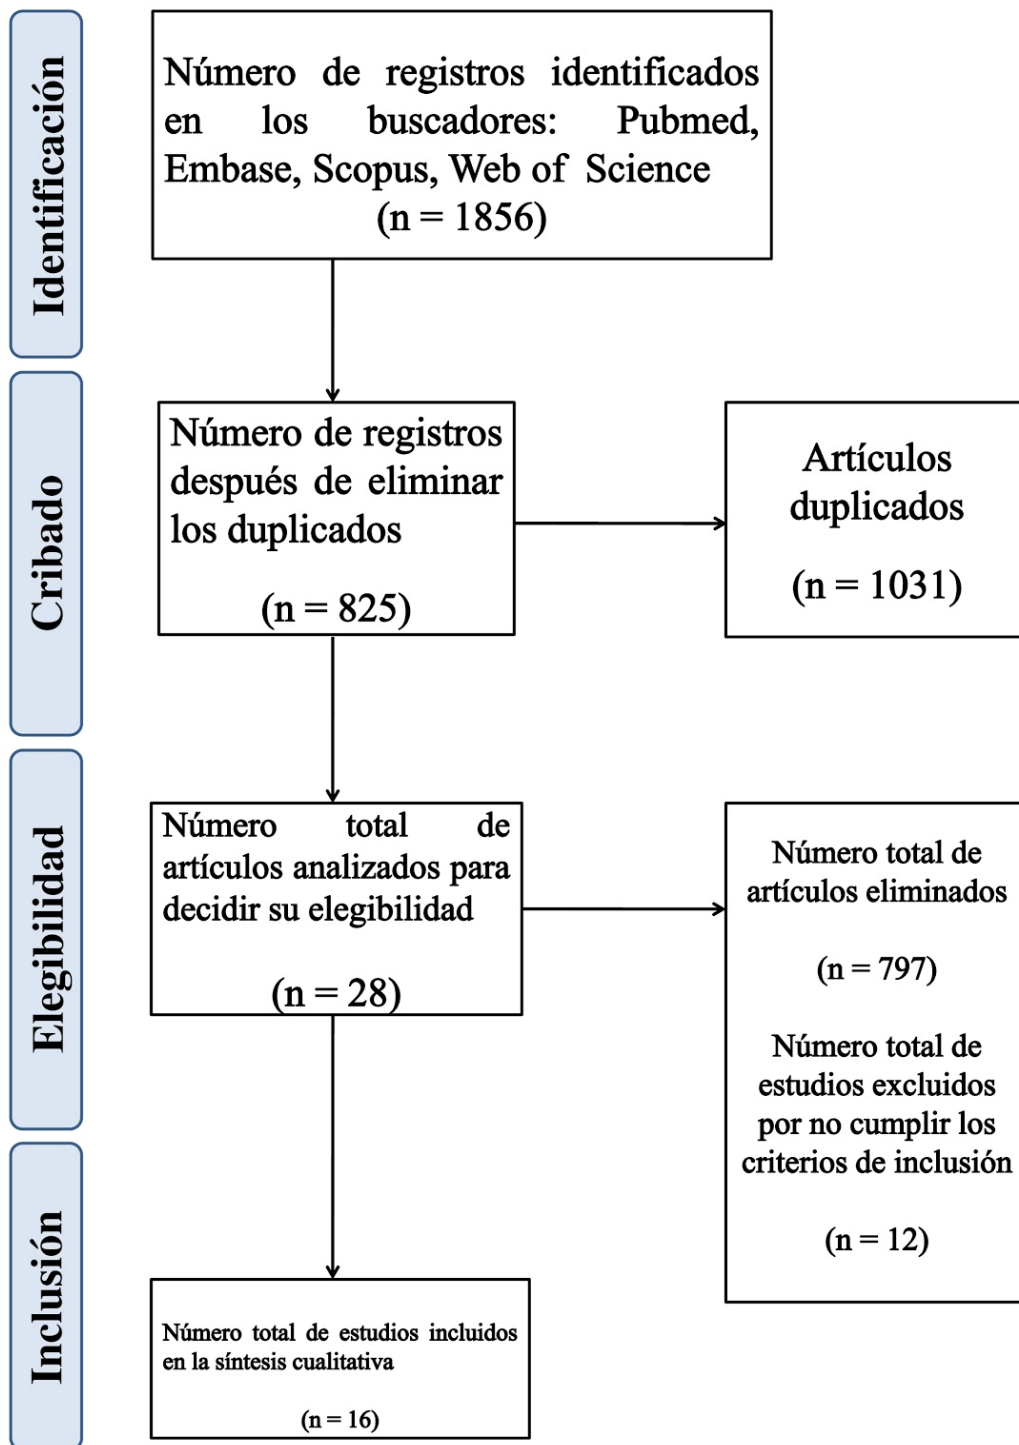 Identificación
Número de registros identificados
en los buscadores: Pubmed,
Embase, Scopus, Web of Science
(n = 1856)
Cribado
Número de registros
después de eliminar
los duplicados
(n = 825)
Artículos
duplicados
(n = 1031)
Elegibilidad
Número total de
artículos analizados para
decidir su elegibilidad
(n = 28)
Número total de
artículos eliminados
(n = 797)
Número total de
estudios excluidos
por no cumplir los
criterios de inclusión
(n = 12)
Inclusión
Número total de estudios incluidos
en la síntesis cualitativa
(n = 16)